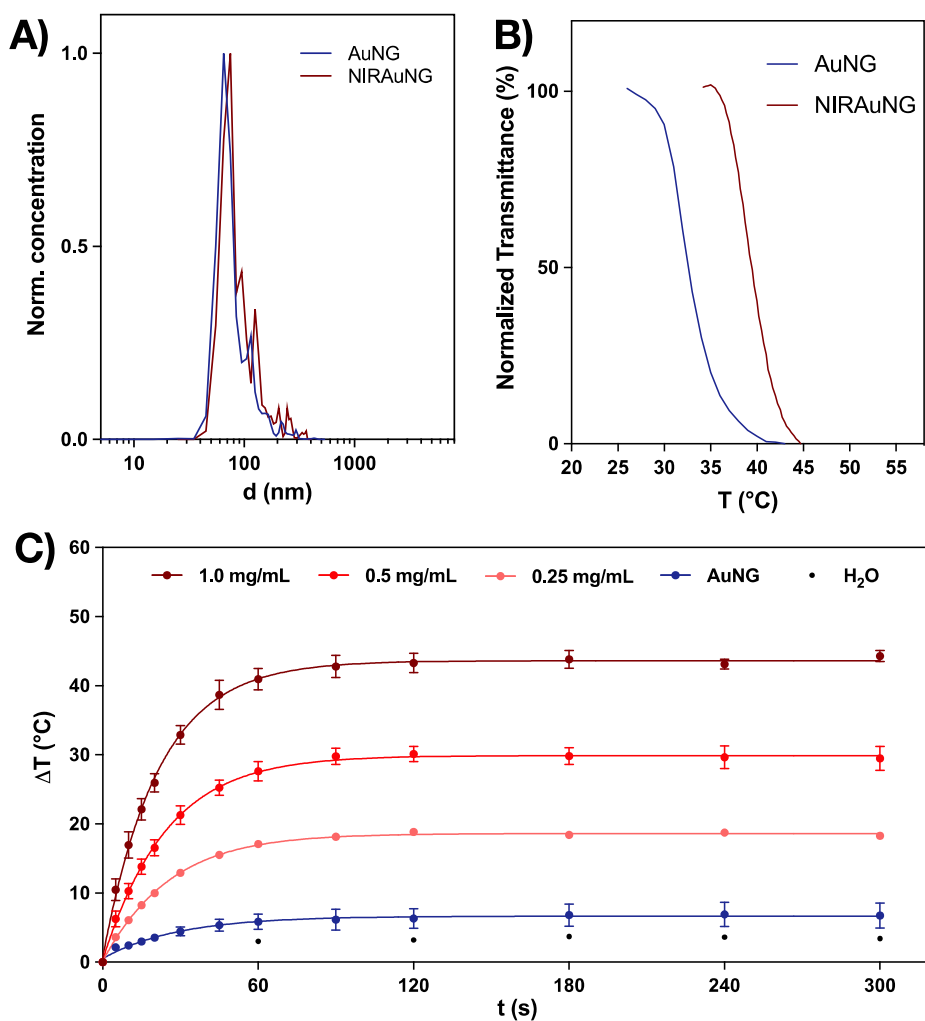 A)
AuNG
NIRAuNG
1.0
0.5
0.0
Norm. concentration
10 100 1000
d (nm)
B)
AuNG
NIRAuNG
100
50
0
Normalized Transmittance (%)
20 25 30 35 40 45 50 55
T (°C)
C)
1.0 mg/mL 0.5 mg/mL 0.25 mg/mL AuNG H₂O
60
50
40
30
20
10
0
ΔT (°C)
0 60 120 180 240 300
t (s)